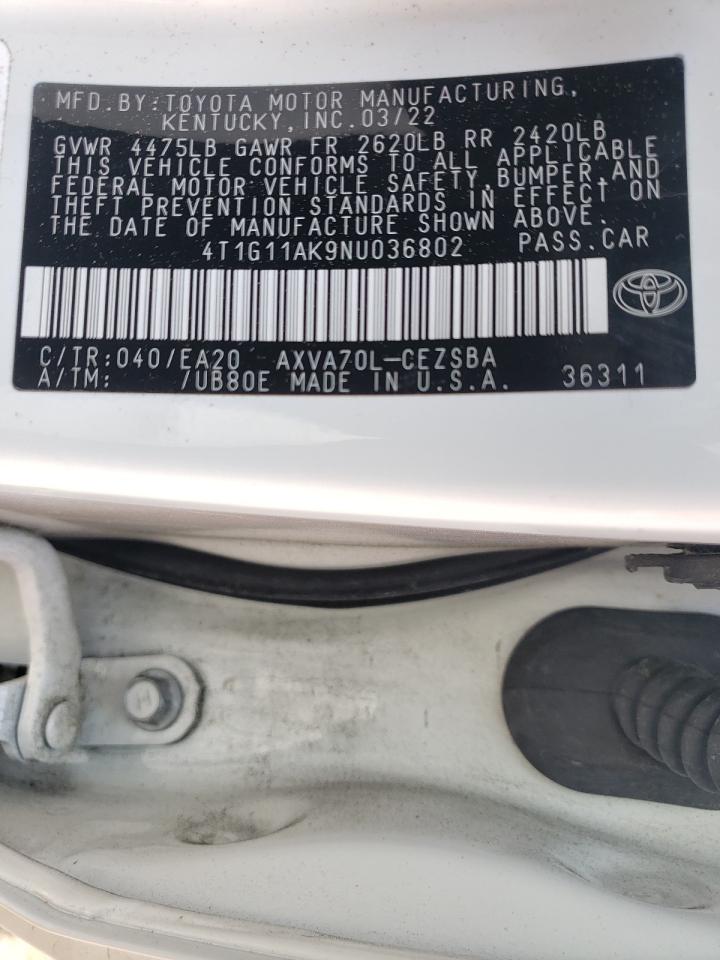 MFD. BY: TOYOTA MOTOR MANUFACTURING,
KENTUCKY, INC. 03/22
GVWR 4475LB GAWR FR 2620LB RR 2420LB
THIS VEHICLE CONFORMS TO ALL APPLICABLE
FEDERAL MOTOR VEHICLE SAFETY, BUMPER, AND
THEFT PREVENTION STANDARDS IN EFFECT ON
THE DATE OF MANUFACTURE SHOWN ABOVE.
4T1G11AK9NU036802 PASS.CAR
C/TR: 040/EA20 AXVA70L-CEZSBA
A/TM: /UB80E MADE IN U.S.A. 36311